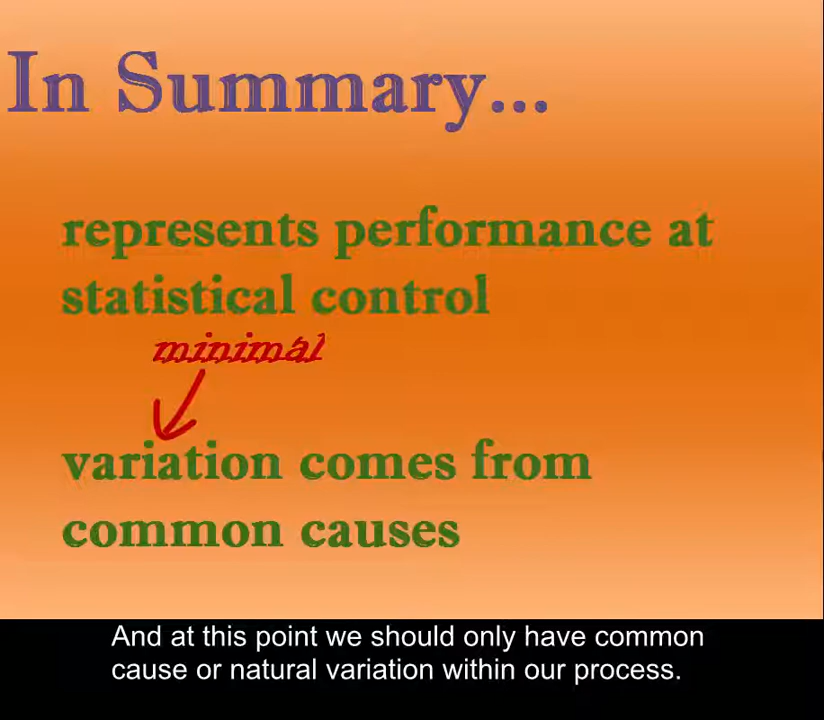 In Summary...
represents performance at
statistical control
minimal
variation comes from
common causes
And at this point we should only have common
cause or natural variation within our process.